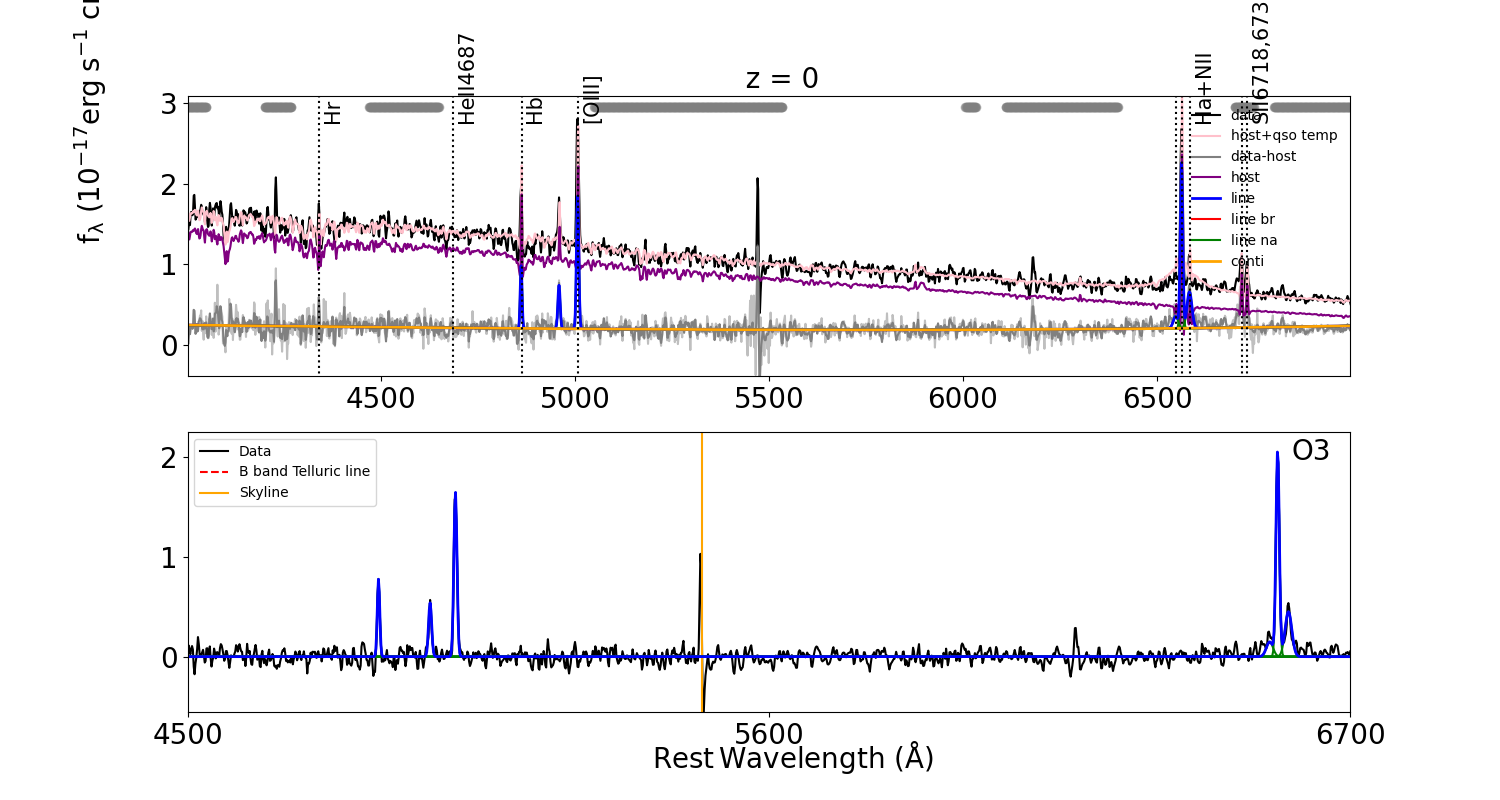 z = 0
f_λ (10^−17 erg s^−1 c
Hr
HeII4687
Hb
[OIII]
Ha+NII
SII6718,673
3
2
1
0
data
host+qso temp
data-host
host
line
line br
line na
conti
4500 5000 5500 6000 6500
O3
Data
B band Telluric line
Skyline
2
1
0
4500 5600 6700
Rest Wavelength (Å)